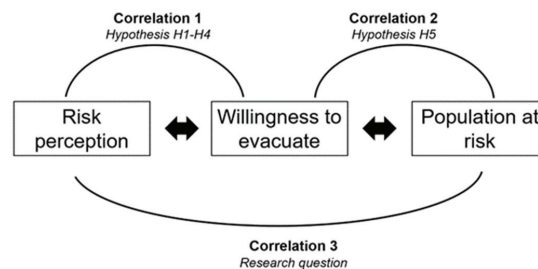 Correlation 1
Hypothesis H1-H4
Correlation 2
Hypothesis H5
Risk
perception
Willingness to
evacuate
Population at
risk
Correlation 3
Research question